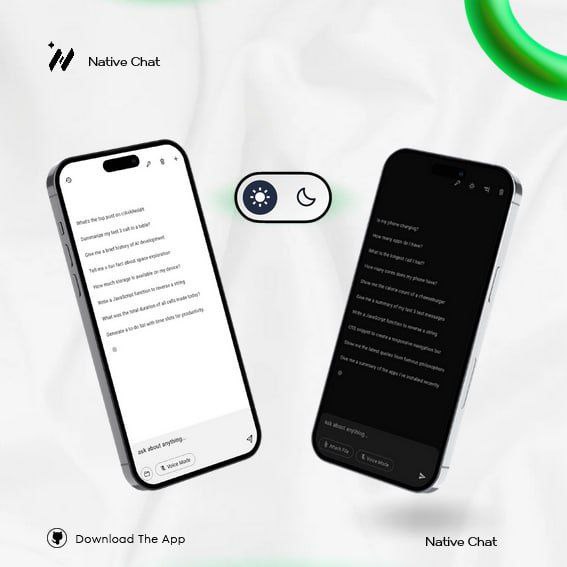 Native Chat
What's the top post on r/AskReddit
Summarize my last 3 call in a table?
Give me a brief history of AI development.
Tell me a fun fact about space exploration
How much storage is available on my device?
Write a JavaScript function to reverse a string
What was the total duration of all calls made today?
Generate a to do list with time slots for productivity.
ask about anything...
Voice Mode
Is my phone charging?
How many apps do I have?
What is the longest call I had?
How many cores does my phone have?
Show me the calorie count of a cheeseburger
Give me a summary of my last 3 text messages
Write a JavaScript function to reverse a string
CSS snippet to create a responsive navigation bar
Show me the latest quotes from famous philosophers
Give me a summary of the apps I've installed recently
ask about anything...
Attach File
Voice Mode
Download The App
Native Chat